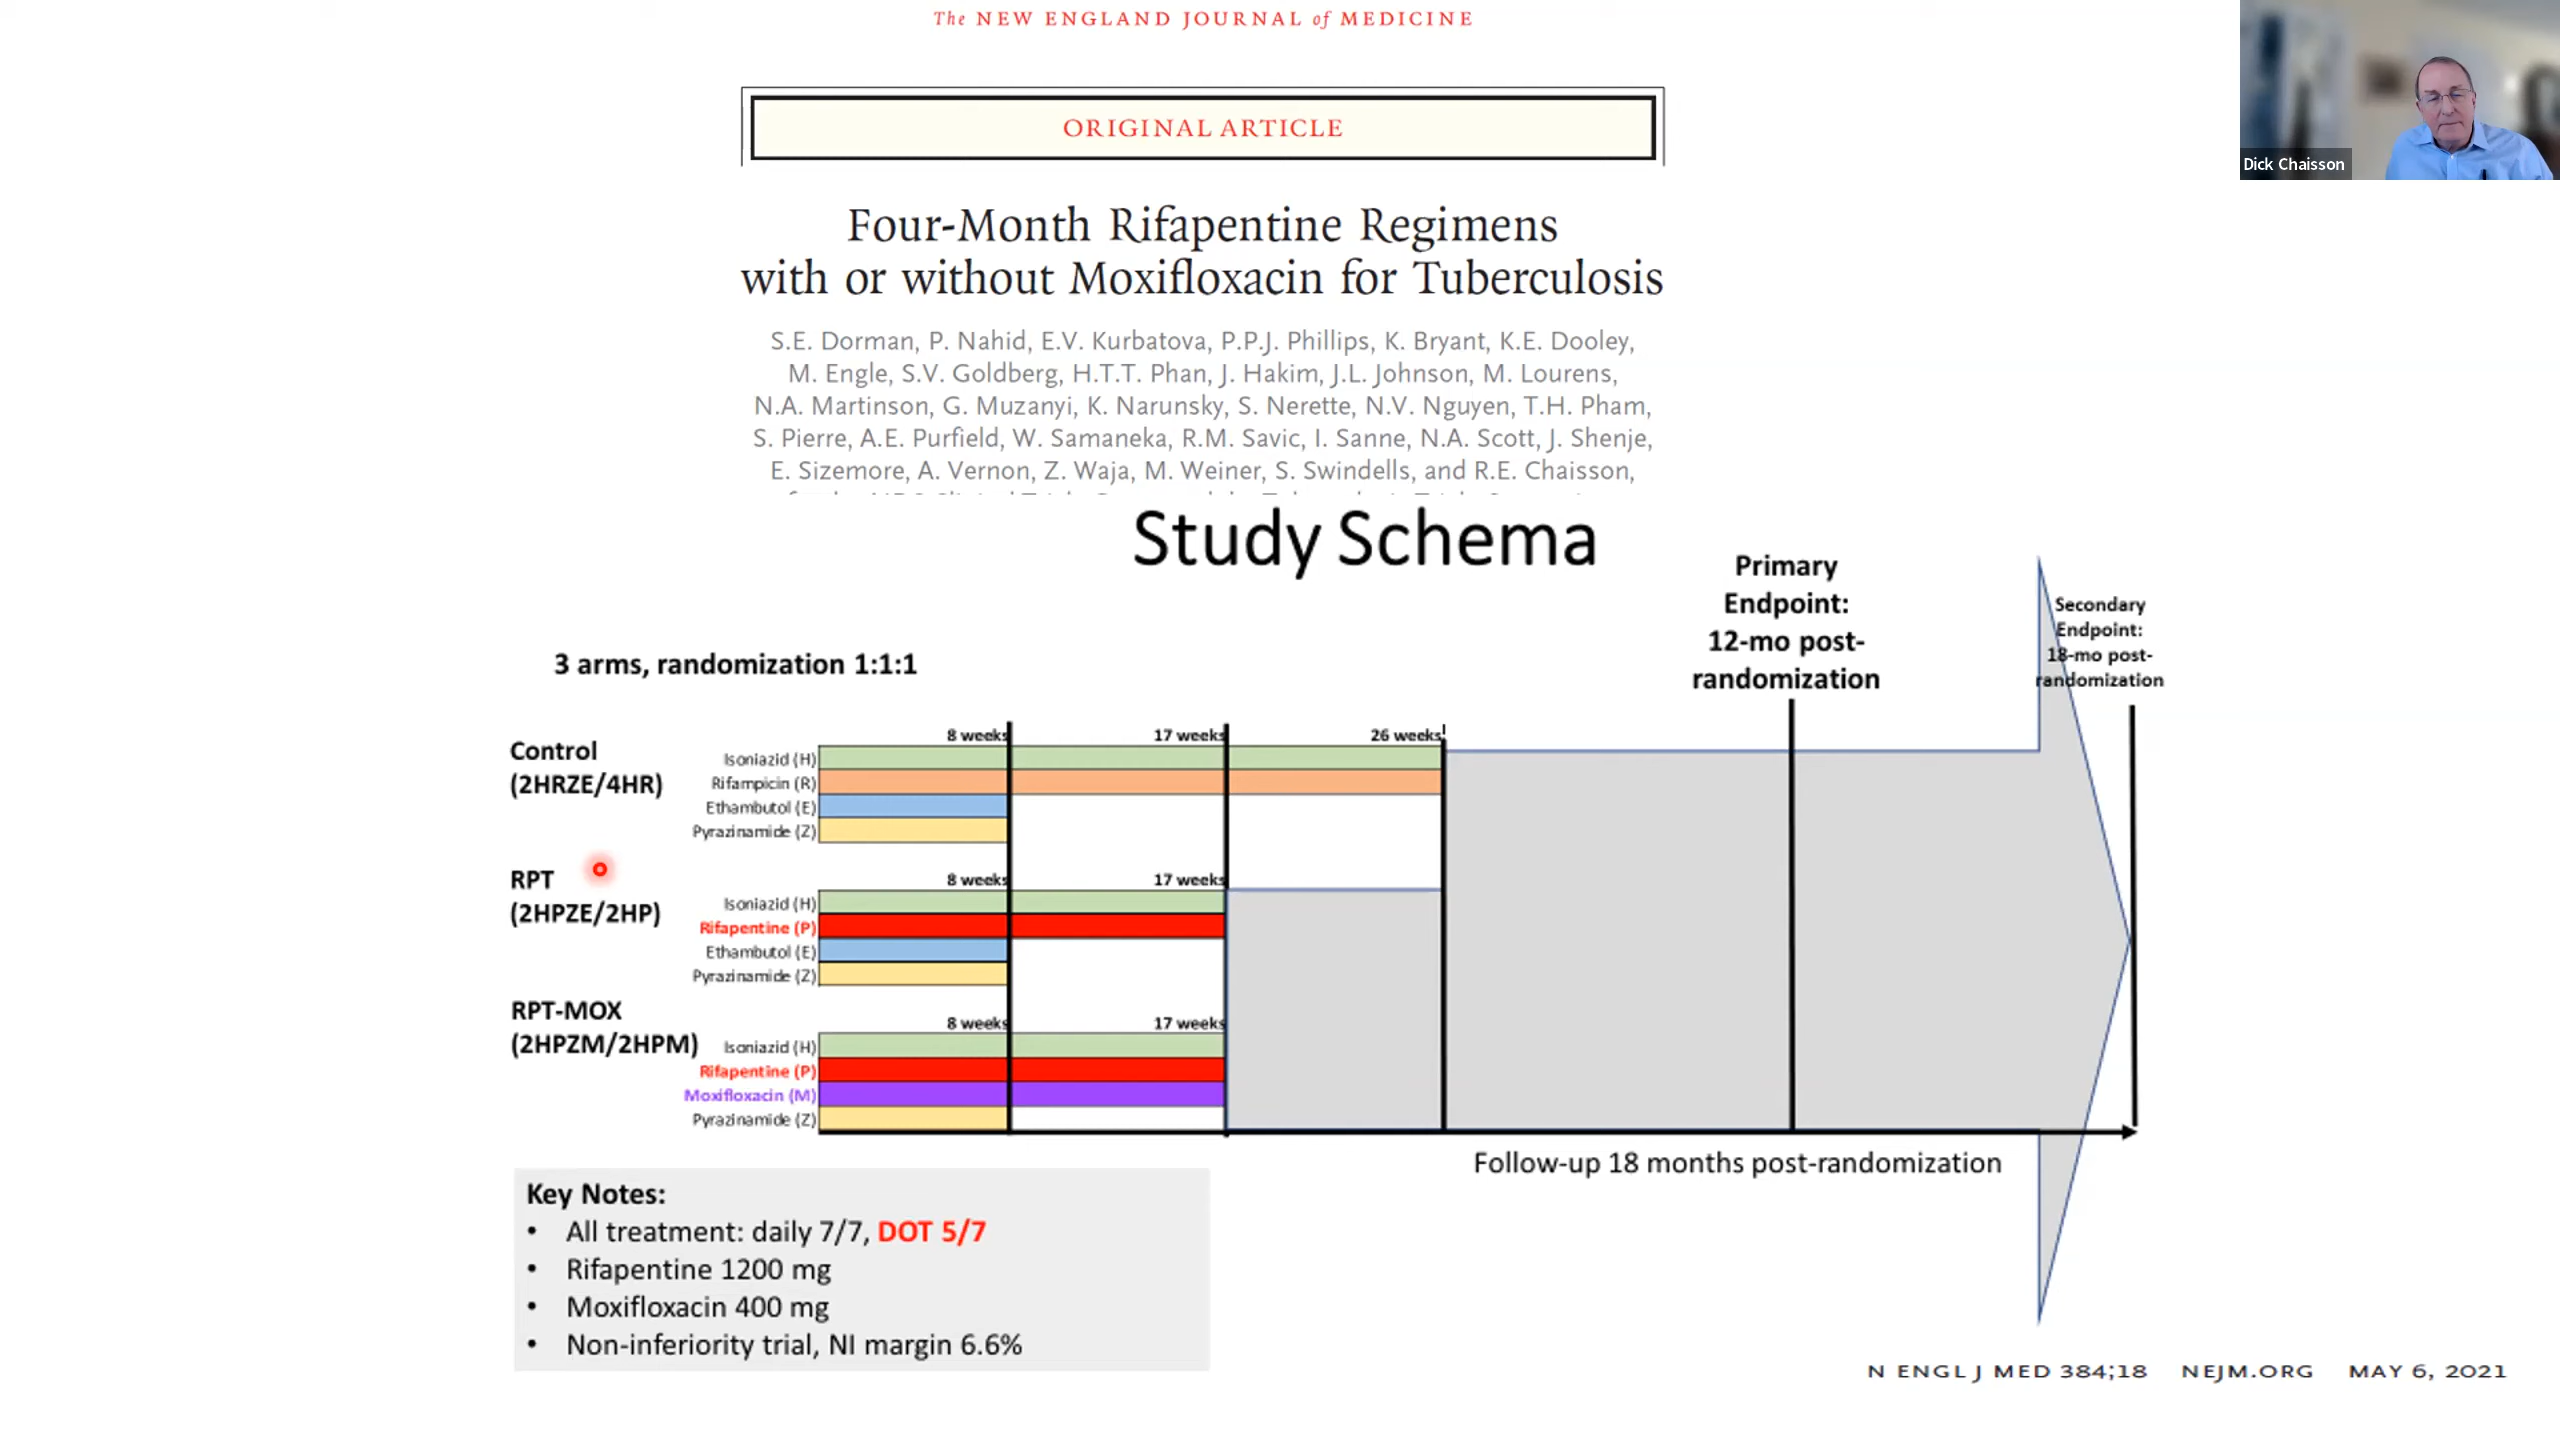 The NEW ENGLAND JOURNAL of MEDICINE
Dick Chaisson
ORIGINAL ARTICLE
Four-Month Rifapentine Regimens
with or without Moxifloxacin for Tuberculosis
S.E. Dorman, P. Nahid, E.V. Kurbatova, P.P.J. Phillips, K. Bryant, K.E. Dooley,
M. Engle, S.V. Goldberg, H.T.T. Phan, J. Hakim, J.L. Johnson, M. Lourens,
N.A. Martinson, G. Muzanyi, K. Narunsky, S. Nerette, N.V. Nguyen, T.H. Pham,
S. Pierre, A.E. Purfield, W. Samaneka, R.M. Savic, I. Sanne, N.A. Scott, J. Shenje,
E. Sizemore, A. Vernon, Z. Waja, M. Weiner, S. Swindells, and R.E. Chaisson,
Study Schema
Primary
Endpoint:
12-mo post-
randomization
Secondary
Endpoint:
18-mo post-
randomization
3 arms, randomization 1:1:1
Control
(2HRZE/4HR)
8 weeks
17 weeks
26 weeks
Isoniazid (H)
Rifampicin (R)
Ethambutol (E)
Pyrazinamide (Z)
RPT
(2HPZE/2HP)
8 weeks
17 weeks
Isoniazid (H)
Rifapentine (P)
Ethambutol (E)
Pyrazinamide (Z)
RPT-MOX
(2HPZM/2HPM)
8 weeks
17 weeks
Isoniazid (H)
Rifapentine (P)
Moxifloxacin (M)
Pyrazinamide (Z)
Follow-up 18 months post-randomization
Key Notes:
• All treatment: daily 7/7, DOT 5/7
• Rifapentine 1200 mg
• Moxifloxacin 400 mg
• Non-inferiority trial, NI margin 6.6%
N ENGL J MED 384;18 NEJM.ORG MAY 6, 2021